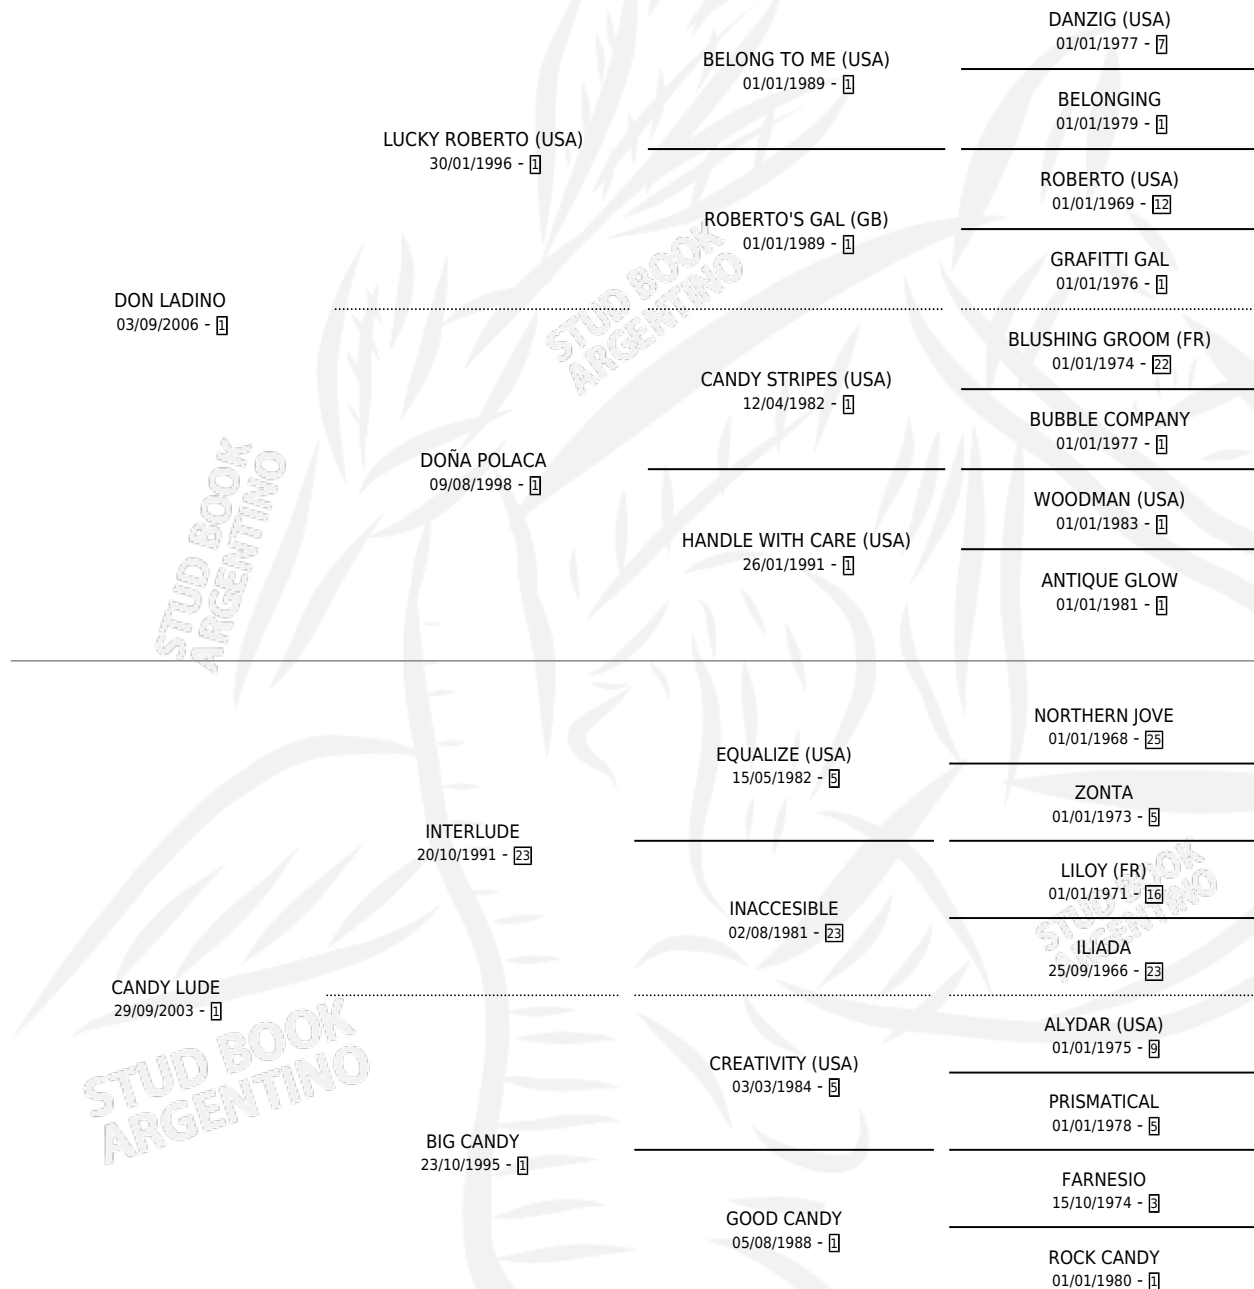 DON LADINO
03/09/2006 - 1
LUCKY ROBERTO (USA)
30/01/1996 - 1
BELONG TO ME (USA)
01/01/1989 - 1
DANZIG (USA)
01/01/1977 - 7
BELONGING
01/01/1979 - 1
ROBERTO'S GAL (GB)
01/01/1989 - 1
ROBERTO (USA)
01/01/1969 - 12
GRAFITTI GAL
01/01/1976 - 1
DOÑA POLACA
09/08/1998 - 1
CANDY STRIPES (USA)
12/04/1982 - 1
BLUSHING GROOM (FR)
01/01/1974 - 22
BUBBLE COMPANY
01/01/1977 - 1
HANDLE WITH CARE (USA)
26/01/1991 - 1
WOODMAN (USA)
01/01/1983 - 1
ANTIQUE GLOW
01/01/1981 - 1
CANDY LUDE
29/09/2003 - 1
INTERLUDE
20/10/1991 - 23
EQUALIZE (USA)
15/05/1982 - 5
NORTHERN JOVE
01/01/1968 - 25
ZONTA
01/01/1973 - 5
INACCESIBLE
02/08/1981 - 23
LILOY (FR)
01/01/1971 - 16
ILIADA
25/09/1966 - 23
BIG CANDY
23/10/1995 - 1
CREATIVITY (USA)
03/03/1984 - 5
ALYDAR (USA)
01/01/1975 - 9
PRISMATICAL
01/01/1978 - 5
GOOD CANDY
05/08/1988 - 1
FARNESIO
15/10/1974 - 3
ROCK CANDY
01/01/1980 - 1
STUD BOOK
ARGENTINO
STUD BOOK
ARGENTINO
STUD BOOK
ARGENTINO
STUD BOOK
ARGENTINO